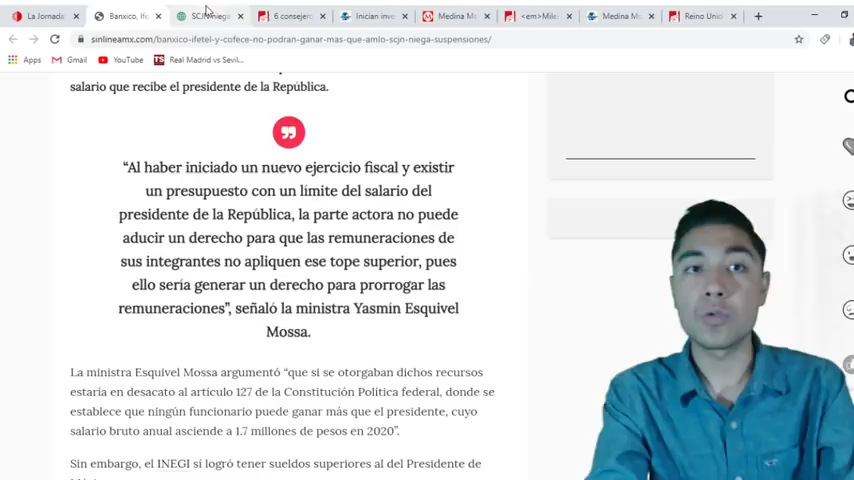 La Jornada
Banxico, Ife
SCJN niega
6 consejero
Inician inve
Medina Mo
<em>Mile
Medina Mo
Reino Unid
sinlineamx.com/banxico-ifetel-y-cofece-no-podran-ganar-mas-que-amlo-scjn-niega-suspensiones/
Apps
Gmail
YouTube
Real Madrid vs Sevil...
salario que recibe el presidente de la República.
“Al haber iniciado un nuevo ejercicio fiscal y existir
un presupuesto con un límite del salario del
presidente de la República, la parte actora no puede
aducir un derecho para que las remuneraciones de
sus integrantes no apliquen ese tope superior, pues
ello sería generar un derecho para prorrogar las
remuneraciones”, señaló la ministra Yasmín Esquivel
Mossa.
La ministra Esquivel Mossa argumentó “que si se otorgaban dichos recursos
estaría en desacato al artículo 127 de la Constitución Política federal, donde se
establece que ningún funcionario puede ganar más que el presidente, cuyo
salario bruto anual asciende a 1.7 millones de pesos en 2020”.
Sin embargo, el INEGI sí logró tener sueldos superiores al del Presidente de